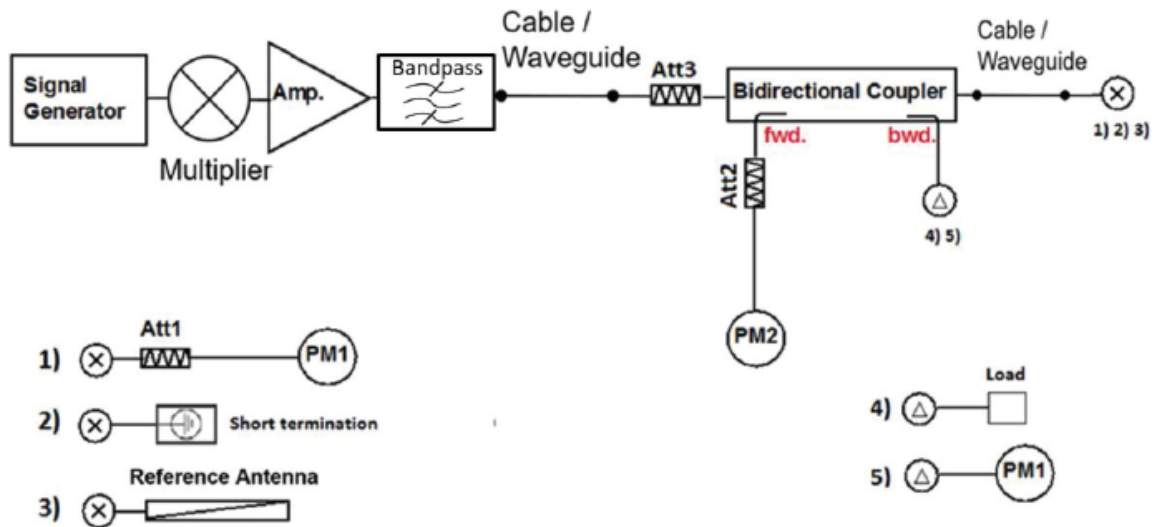 Signal
Generator
Multiplier
Amp.
Bandpass
Cable /
Waveguide
Att3
Bidirectional Coupler
fwd.
bwd.
Cable /
Waveguide
1) 2) 3)
Att2
4) 5)
PM2
1)
Att1
PM1
2)
Short termination
3)
Reference Antenna
4)
Load
5)
PM1